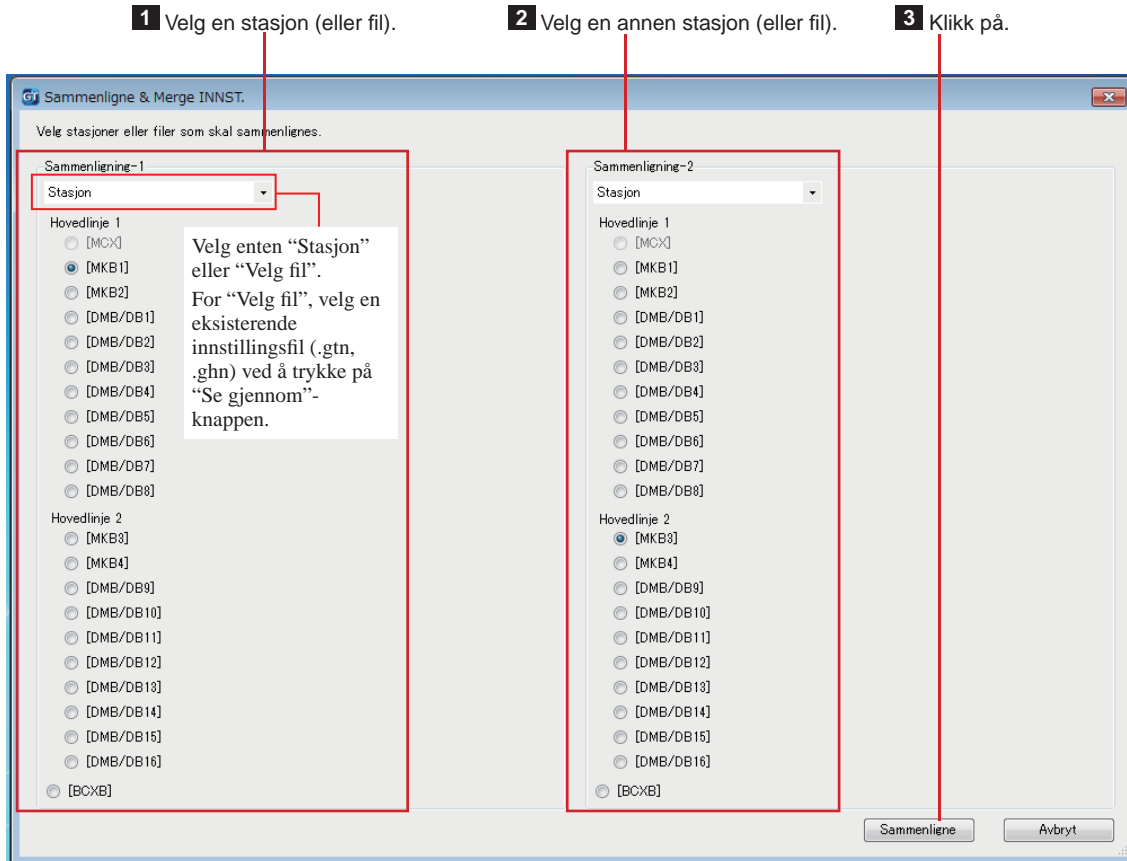 1 Velg en stasjon (eller fil).
2 Velg en annen stasjon (eller fil).
3 Klikk på.
GT Sammenligne & Merge INNST.
Velg stasjoner eller filer som skal sammenlignes.
Sammenligning-1
Stasjon
Hovedlinje 1
[MCX]
[MKB1]
[MKB2]
[DMB/DB1]
[DMB/DB2]
[DMB/DB3]
[DMB/DB4]
[DMB/DB5]
[DMB/DB6]
[DMB/DB7]
[DMB/DB8]
Hovedlinje 2
[MKB3]
[MKB4]
[DMB/DB9]
[DMB/DB10]
[DMB/DB11]
[DMB/DB12]
[DMB/DB13]
[DMB/DB14]
[DMB/DB15]
[DMB/DB16]
[BCXB]
Velg enten “Stasjon”
eller “Velg fil”.
For “Velg fil”, velg en
eksisterende
innstillingsfil (.gtn,
.ghn) ved å trykke på
“Se gjennom”-
knappen.
Sammenligning-2
Stasjon
Hovedlinje 1
[MCX]
[MKB1]
[MKB2]
[DMB/DB1]
[DMB/DB2]
[DMB/DB3]
[DMB/DB4]
[DMB/DB5]
[DMB/DB6]
[DMB/DB7]
[DMB/DB8]
Hovedlinje 2
[MKB3]
[MKB4]
[DMB/DB9]
[DMB/DB10]
[DMB/DB11]
[DMB/DB12]
[DMB/DB13]
[DMB/DB14]
[DMB/DB15]
[DMB/DB16]
[BCXB]
Sammenligne
Avbryt